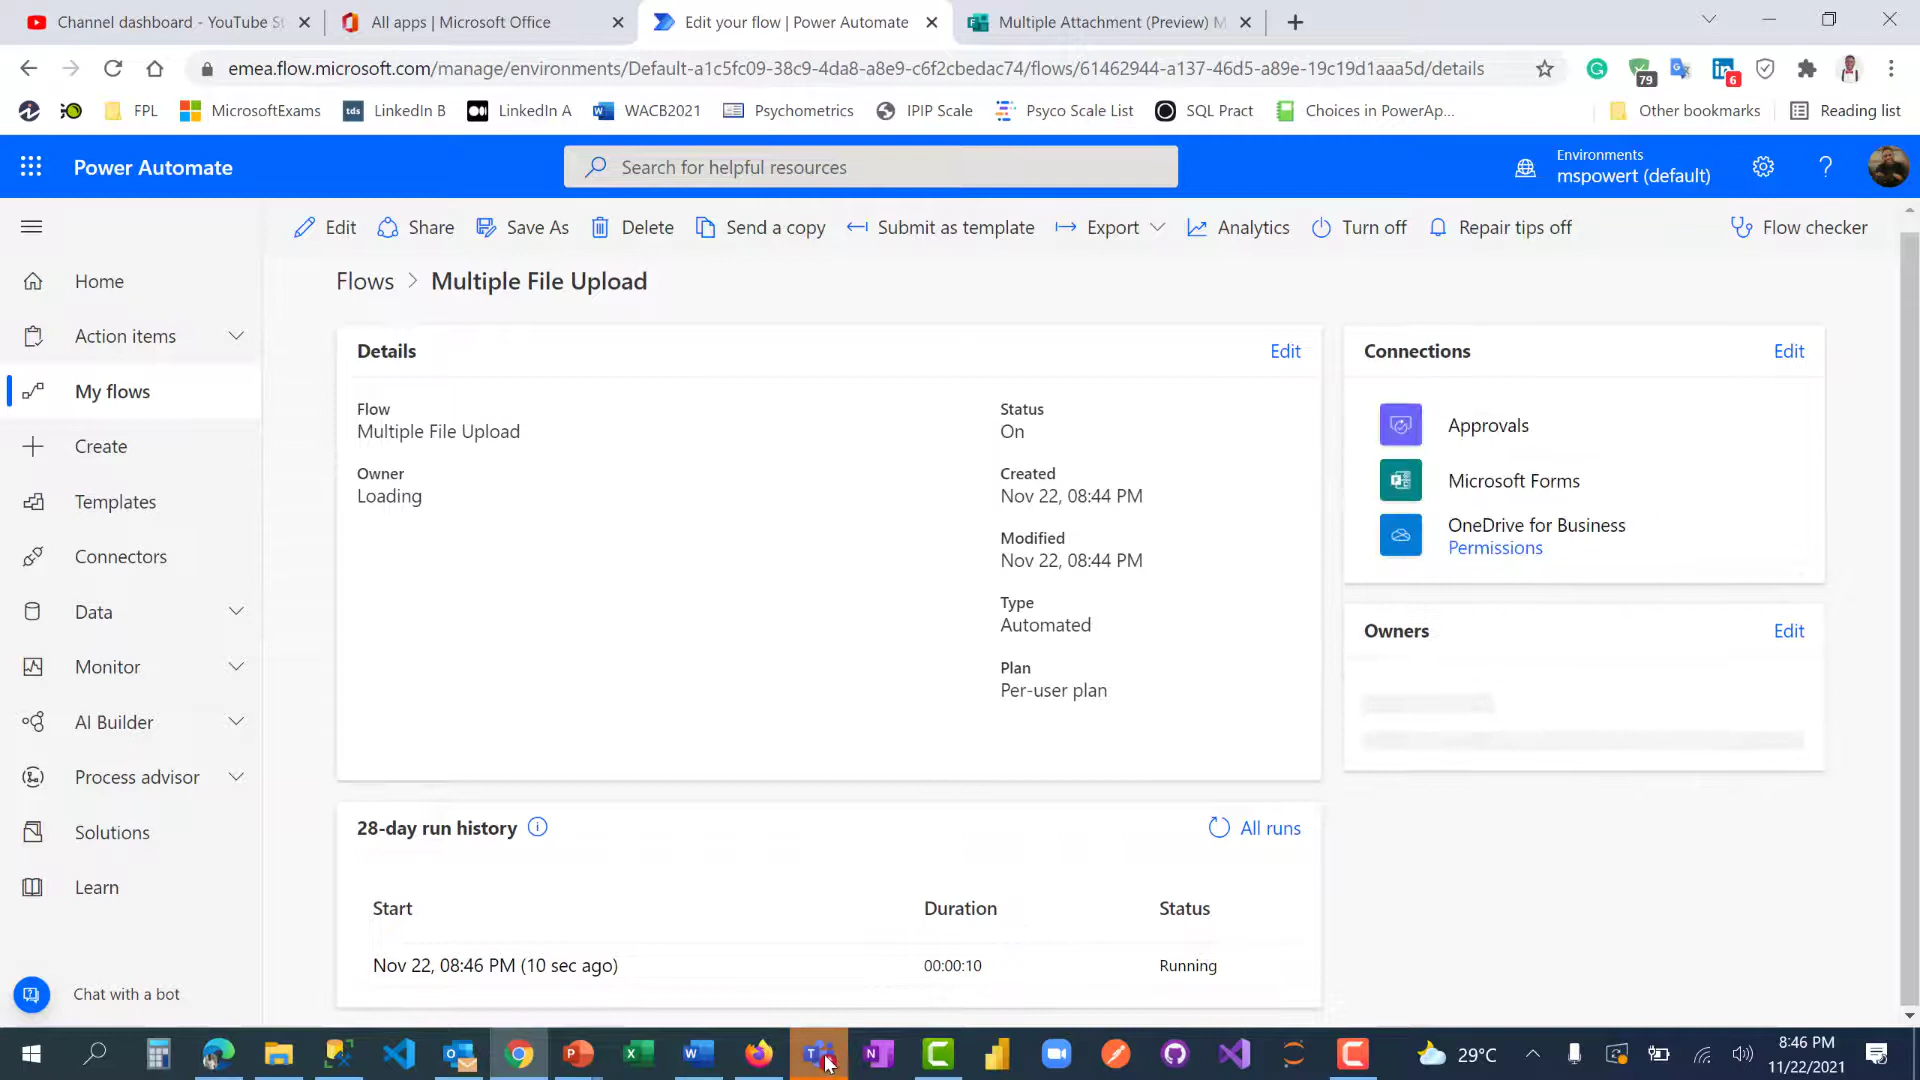 Channel dashboard - YouTube St
All apps | Microsoft Office
Edit your flow | Power Automate
Multiple Attachment (Preview) M
emea.flow.microsoft.com/manage/environments/Default-a1c5fc09-38c9-4da8-a8e9-c6f2cbedac74/flows/61462944-a137-46d5-a89e-19c19d1aaa5d/details
79
6
FPL
MicrosoftExams
tds
LinkedIn B
LinkedIn A
WACB2021
Psychometrics
IPIP Scale
Psyco Scale List
SQL Pract
Choices in PowerAp...
Other bookmarks
Reading list
Power Automate
Search for helpful resources
Environments
mspowert (default)
Edit
Share
Save As
Delete
Send a copy
Submit as template
Export
Analytics
Turn off
Repair tips off
Flow checker
Home
Action items
My flows
Create
Templates
Connectors
Data
Monitor
AI Builder
Process advisor
Solutions
Learn
Chat with a bot
Flows > Multiple File Upload
Details
Edit
Flow
Multiple File Upload
Owner
Loading
Status
On
Created
Nov 22, 08:44 PM
Modified
Nov 22, 08:44 PM
Type
Automated
Plan
Per-user plan
Connections
Edit
Approvals
Microsoft Forms
OneDrive for Business
Permissions
Owners
Edit
28-day run history
All runs
Start
Duration
Status
Nov 22, 08:46 PM (10 sec ago)
00:00:10
Running
29°C
8:46 PM
11/22/2021